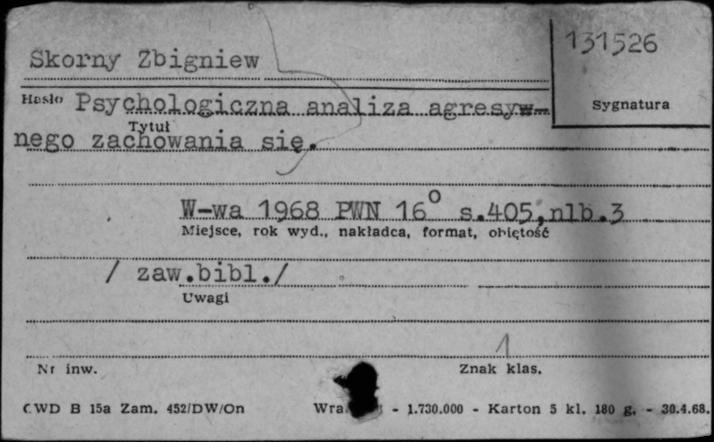 131526
Skorny Zbigniew
Hasło
Sygnatura
Psychologiczna analiza agresyw-
Tytuł
nego zachowania się.
W-wa 1968 PWN 16° s.405,nlb.3
Miejsce, rok wyd., nakładca, format, objętość
/ zaw.bibl./
Uwagi
1
Nr inw.
Znak klas.
CWD B 15a Zam. 452/DW/On - 1.730.000 - Karton 5 kl. 180 g. - 30.4.68.